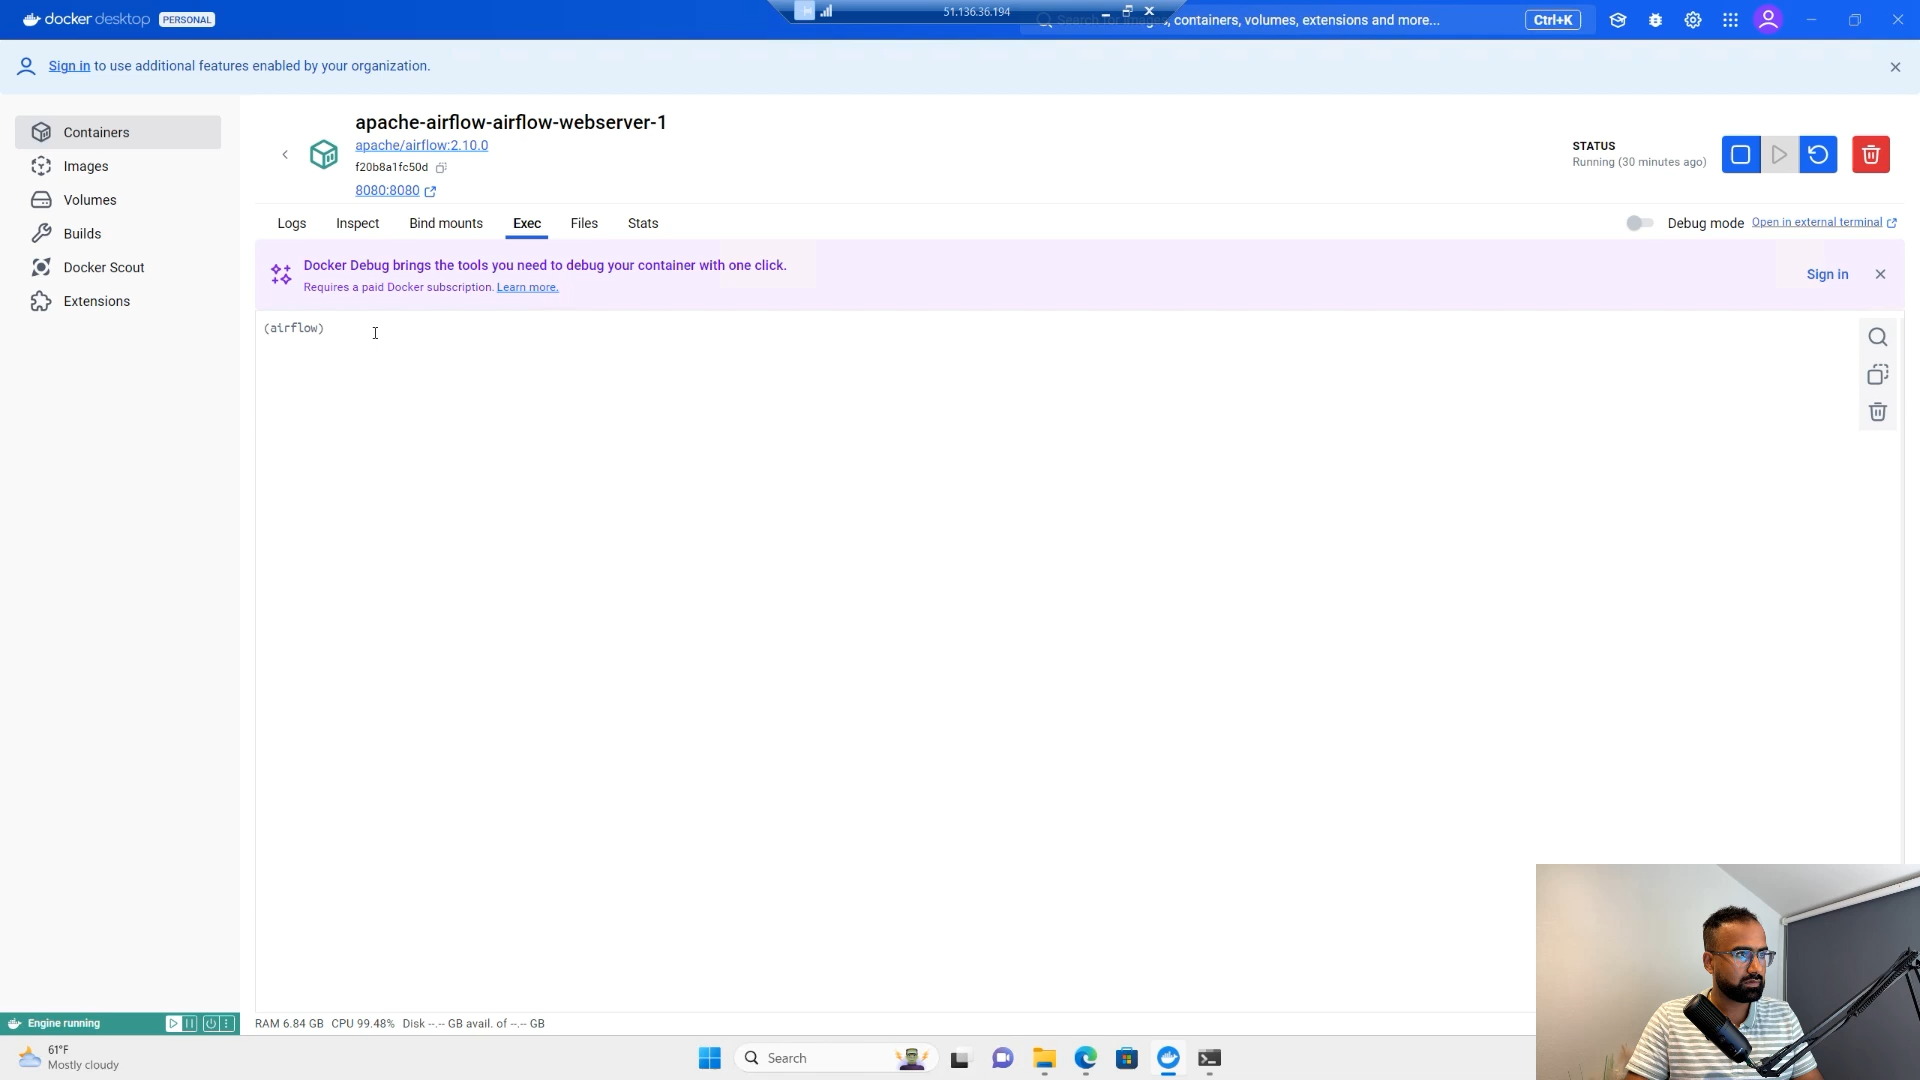 docker desktop PERSONAL
51.136.36.194
Search for images, containers, volumes, extensions and more...
Ctrl+K
Sign in to use additional features enabled by your organization.
Containers
Images
Volumes
Builds
Docker Scout
Extensions
apache-airflow-airflow-webserver-1
apache/airflow:2.10.0
f20b8a1fc50d
8080:8080
STATUS
Running (30 minutes ago)
Logs Inspect Bind mounts Exec Files Stats
Debug mode Open in external terminal
Docker Debug brings the tools you need to debug your container with one click.
Requires a paid Docker subscription. Learn more.
Sign in
(airflow)
Engine running
RAM 6.84 GB CPU 99.48% Disk --.-- GB avail. of --.-- GB
61°F
Mostly cloudy
Search